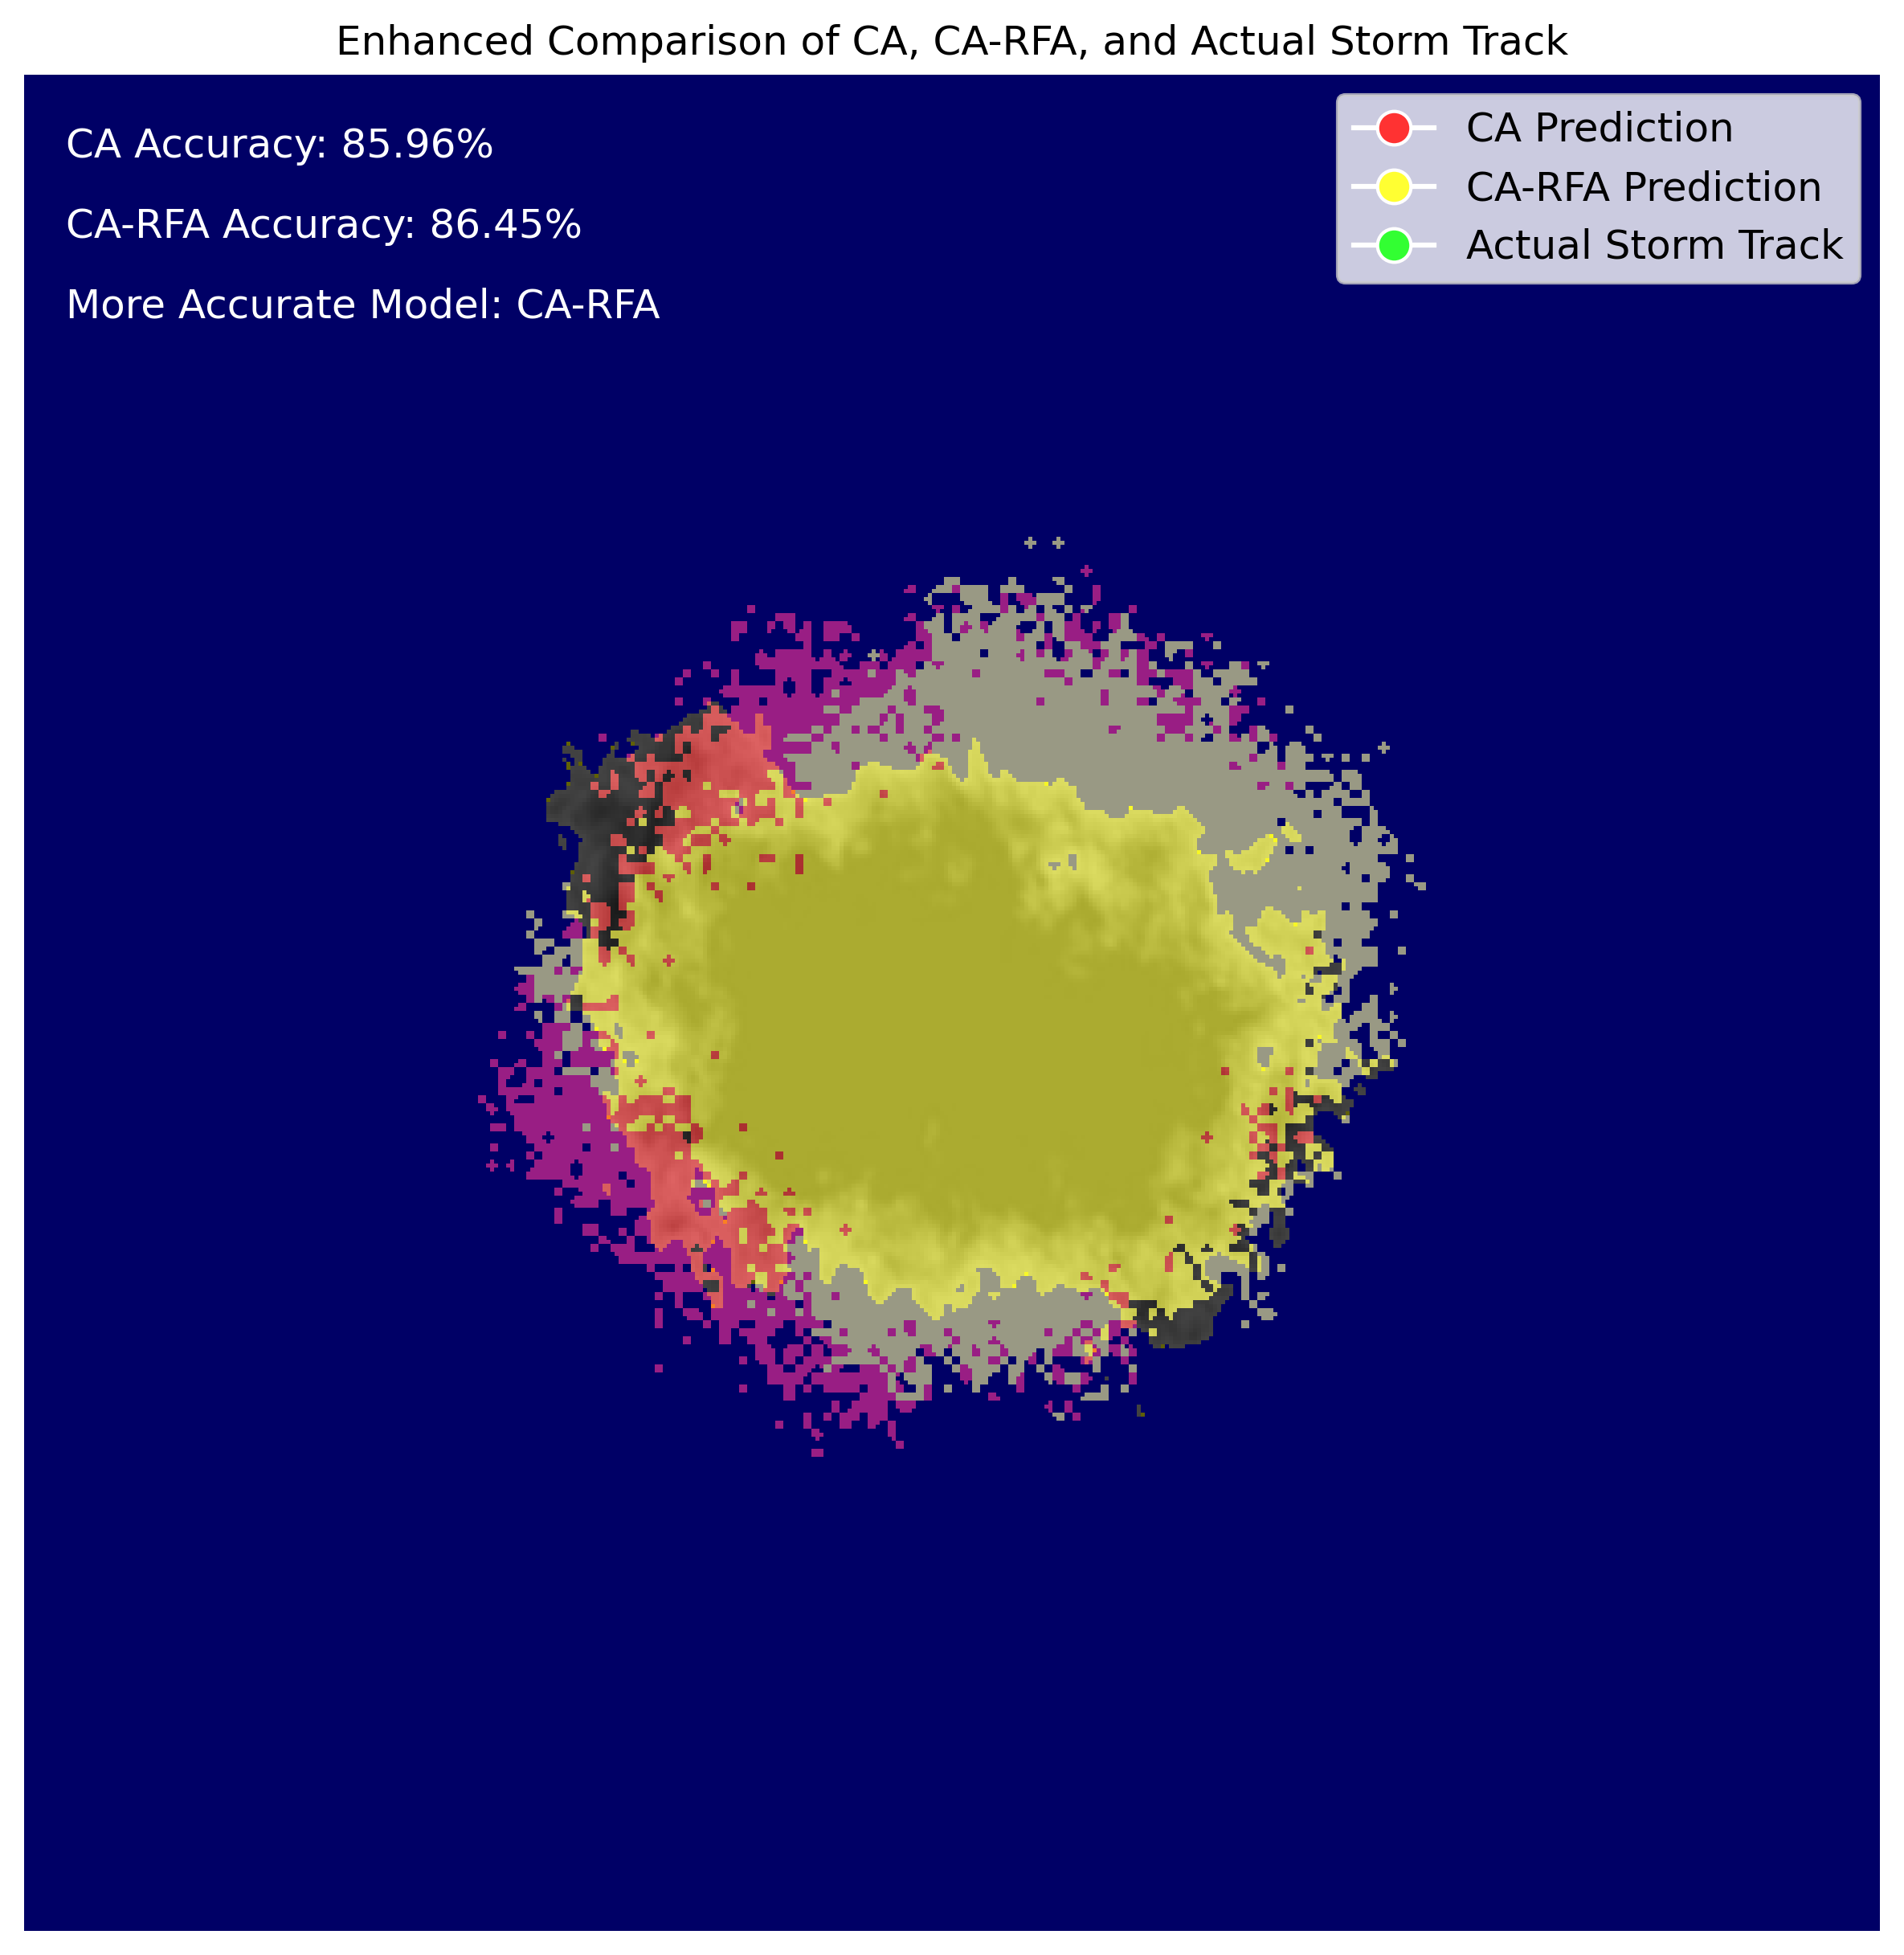 Enhanced Comparison of CA, CA-RFA, and Actual Storm Track
CA Accuracy: 85.96%
CA-RFA Accuracy: 86.45%
More Accurate Model: CA-RFA
CA Prediction
CA-RFA Prediction
Actual Storm Track